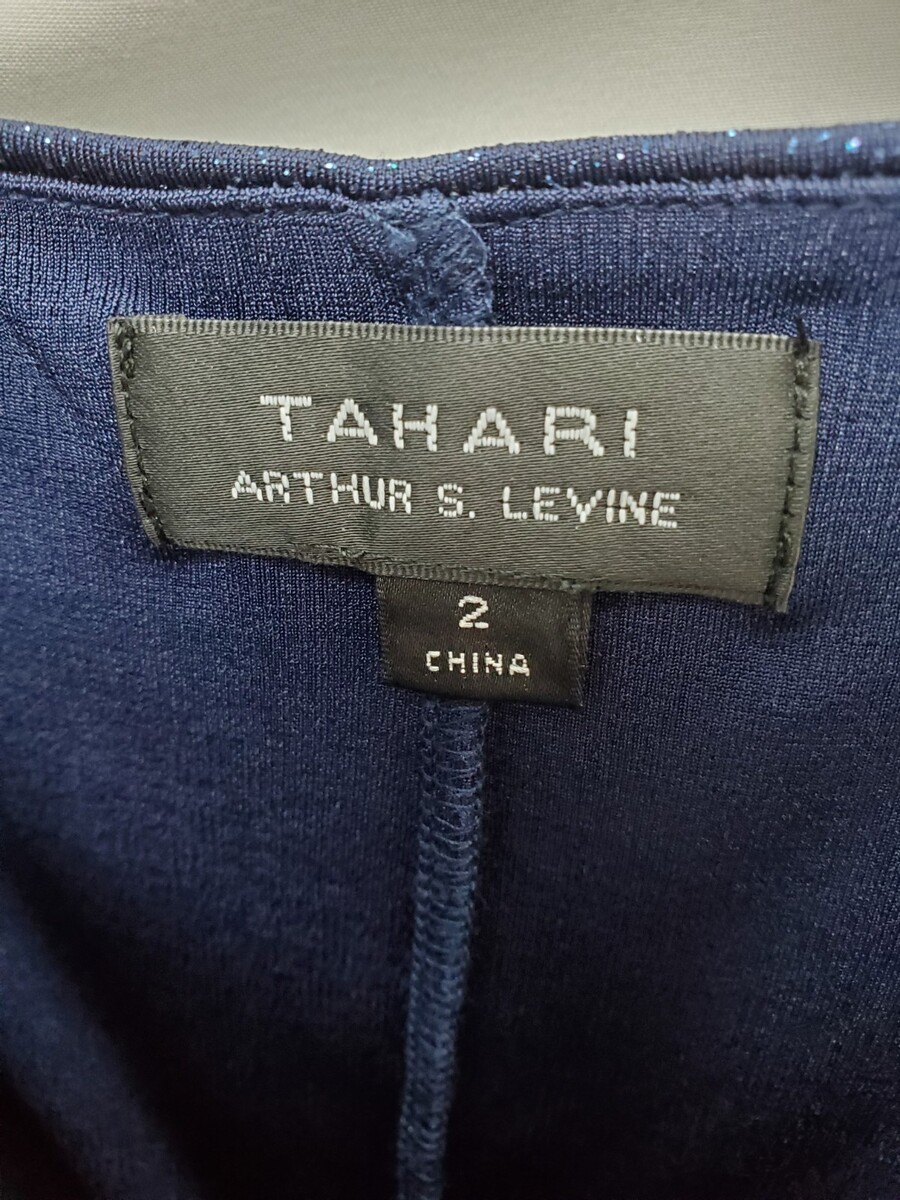 TAHARI
ARTHUR S. LEVINE
2
CHINA